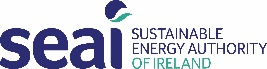 seai SUSTAINABLE
ENERGY AUTHORITY
OF IRELAND